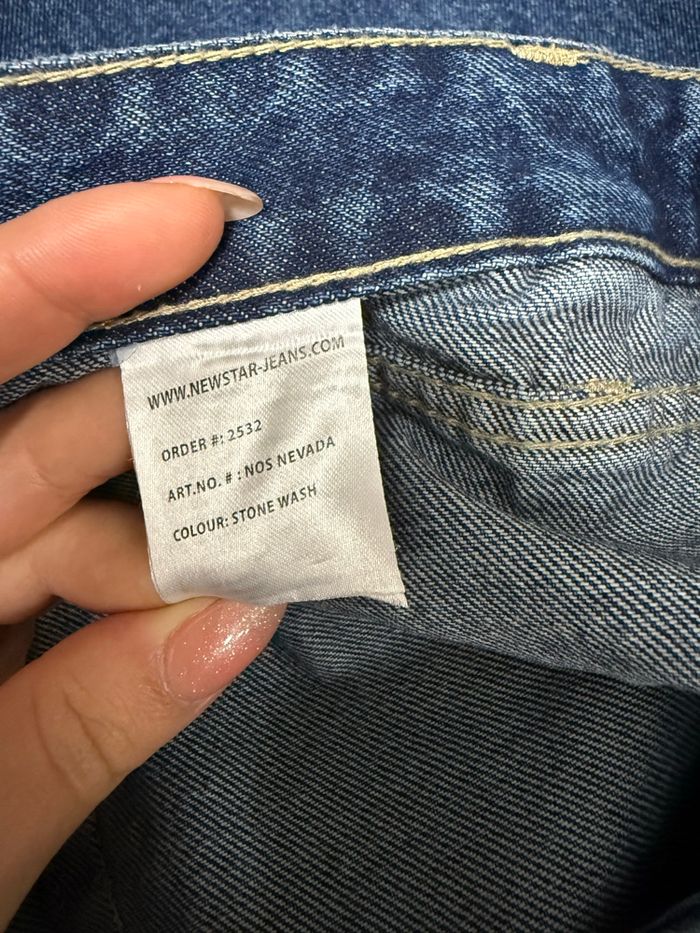 WWW.NEWSTAR-JEANS.COM
ORDER #: 2532
ART.NO. # : NOS NEVADA
COLOUR: STONE WASH